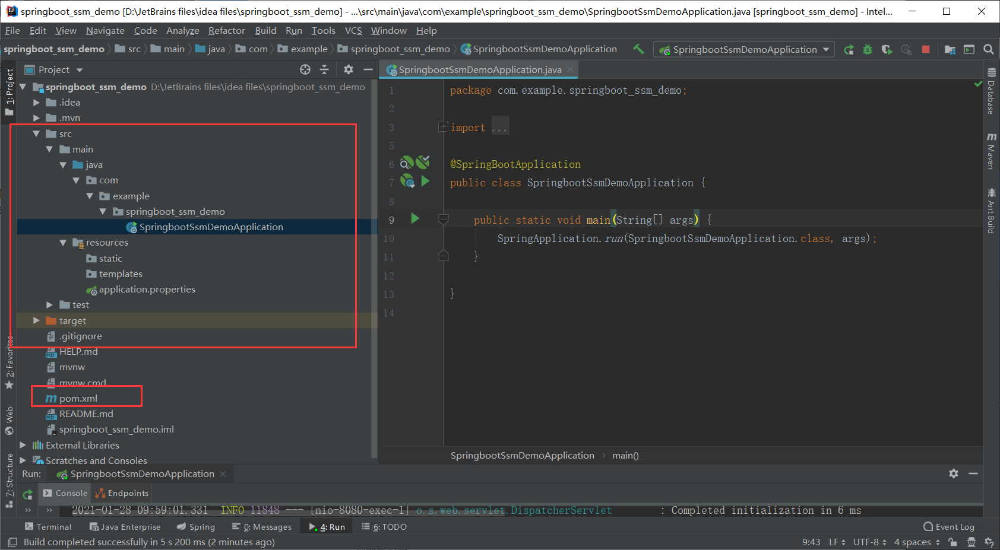 springboot_ssm_demo [D:\JetBrains files\idea files\springboot_ssm_demo] - ...\src\main\java\com\example\springboot_ssm_demo\SpringbootSsmDemoApplication.java [springboot_ssm_demo] - Intel...
File Edit View Navigate Code Analyze Refactor Build Run Tools VCS Window Help
springboot_ssm_demo src main java com example springboot_ssm_demo SpringbootSsmDemoApplication SpringbootSsmDemoApplication
1: Project
Project
springboot_ssm_demo D:\JetBrains files\idea files\springboot_ssm_demo
.idea
.mvn
src
main
java
com
example
springboot_ssm_demo
SpringbootSsmDemoApplication
resources
static
templates
application.properties
test
target
.gitignore
HELP.md
mvnw
mvnw.cmd
pom.xml
README.md
springboot_ssm_demo.iml
External Libraries
Scratches and Consoles
2: Favorites
Web
7: Structure
SpringbootSsmDemoApplication.java
1 package com.example.springboot_ssm_demo;
2
3 import ...
5
6 @SpringBootApplication
7 public class SpringbootSsmDemoApplication {
8
9 public static void main(String[] args) {
10 SpringApplication.run(SpringbootSsmDemoApplication.class, args);
11 }
12
13 }
14
SpringbootSsmDemoApplication › main()
Database
Maven
Ant Build
Run: SpringbootSsmDemoApplication
Console Endpoints
2021-01-28 09:59:01.331 INFO 11848 --- [nio-8080-exec-1] o.s.web.servlet.DispatcherServlet : Completed initialization in 6 ms
Terminal Java Enterprise Spring 0: Messages 4: Run 6: TODO Event Log
Build completed successfully in 5 s 200 ms (2 minutes ago) 9:43 LF UTF-8 4 spaces